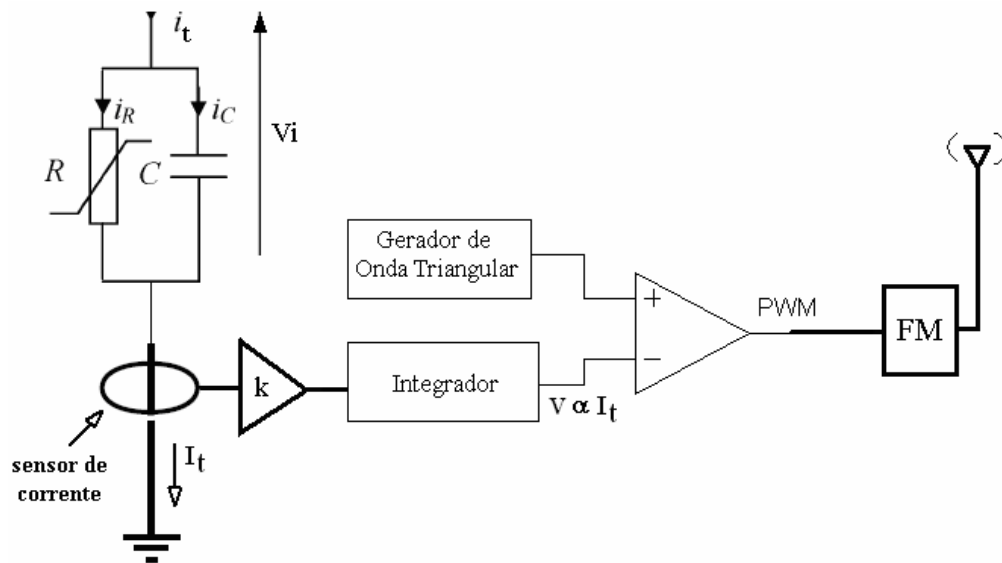 i_t
i_R
i_C
Vi
R
C
Gerador de
Onda Triangular
+
PWM
FM
−
k
Integrador
V α I_t
sensor de
corrente
I_t